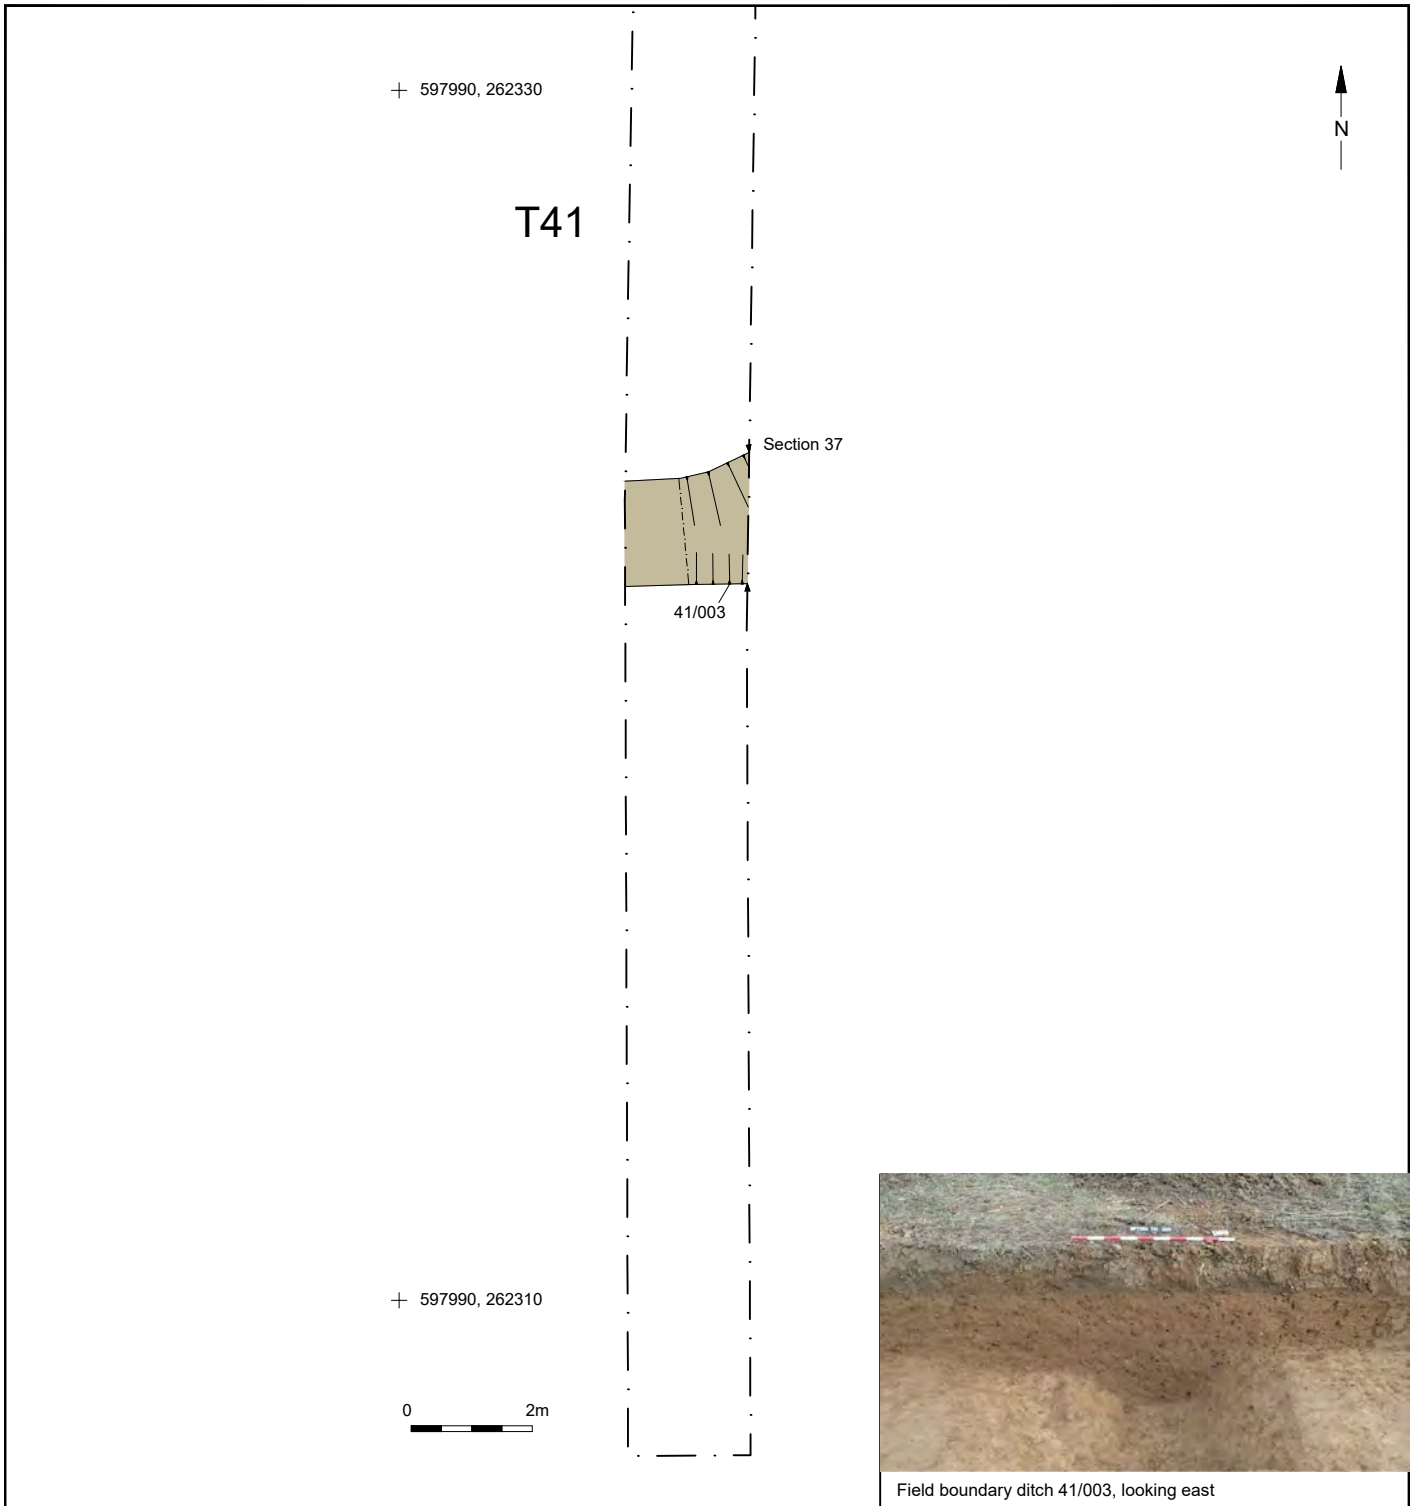 597990, 262330
N
T41
Section 37
41/003
597990, 262310
0 2m
Field boundary ditch 41/003, looking east